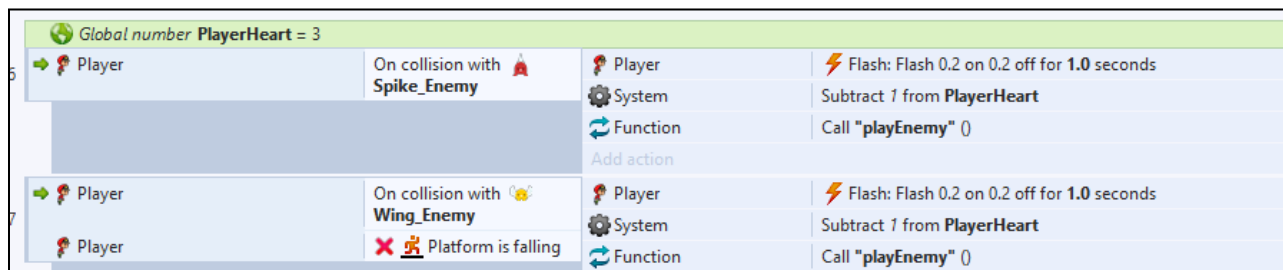 Global number PlayerHeart = 3
Player On collision with Spike_Enemy Player Flash: Flash 0.2 on 0.2 off for 1.0 seconds
System Subtract 1 from PlayerHeart
Function Call "playEnemy" ()
Add action
7 Player On collision with Wing_Enemy Player Flash: Flash 0.2 on 0.2 off for 1.0 seconds
System Subtract 1 from PlayerHeart
Player Platform is falling Function Call "playEnemy" ()